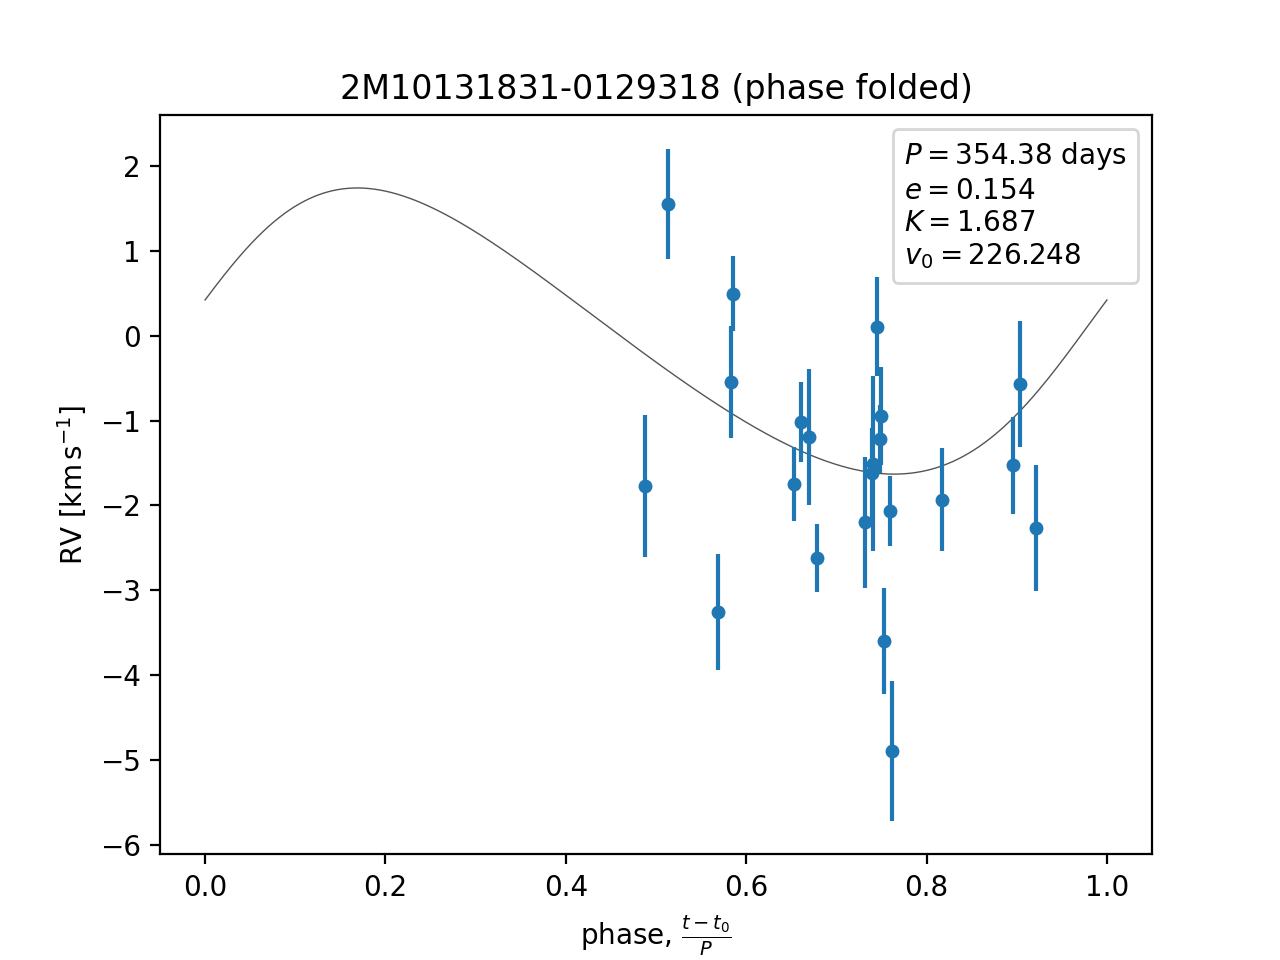 2M10131831-0129318 (phase folded)
P = 354.38 days
e = 0.154
K = 1.687
v₀ = 226.248
2
1
0
−1
−2
−3
−4
−5
−6
RV [km s⁻¹]
0.0 0.2 0.4 0.6 0.8 1.0
phase, (t − t₀)/P